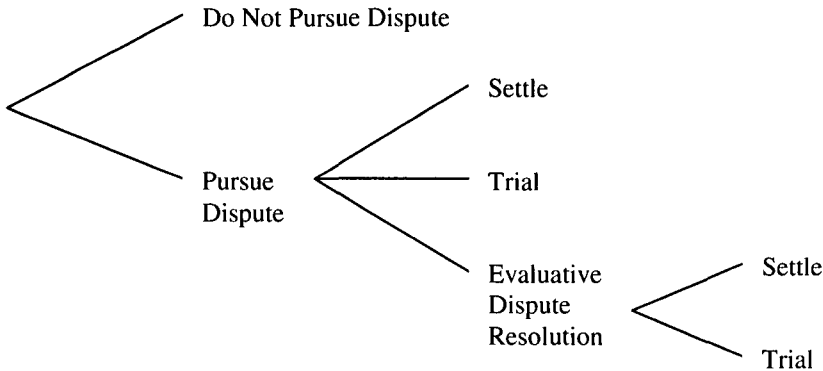 Do Not Pursue Dispute
Settle
Pursue
Dispute
Trial
Evaluative
Dispute
Resolution
Settle
Trial